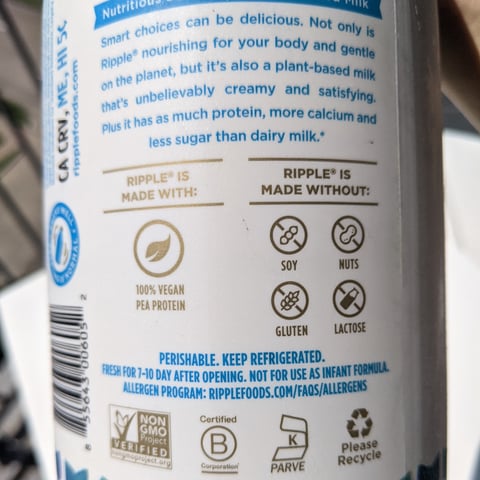 Milk
Smart choices can be delicious. Not only is
Ripple® nourishing for your body and gentle
on the planet, but it's also a plant-based milk
that's unbelievably creamy and satisfying.
Plus it has as much protein, more calcium and
less sugar than dairy milk.*
RIPPLE® IS
MADE WITH:
100% VEGAN
PEA PROTEIN
RIPPLE® IS
MADE WITHOUT:
SOY
NUTS
GLUTEN
LACTOSE
PERISHABLE. KEEP REFRIGERATED.
FRESH FOR 7-10 DAY AFTER OPENING. NOT FOR USE AS INFANT FORMULA.
ALLERGEN PROGRAM: RIPPLEFOODS.COM/FAQS/ALLERGENS
NON
GMO
Project
VERIFIED
nongmoproject.org
Certified
B
Corporation
K
PARVE
Please
Recycle
CA CRV, ME, HI 5¢
ripplefoods.com
8 55643 00605 2